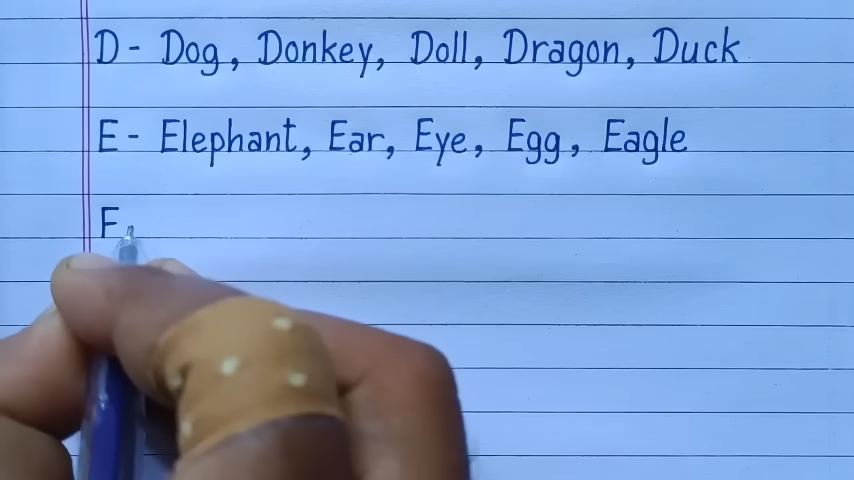 D - Dog, Donkey, Doll, Dragon, Duck
E - Elephant, Ear, Eye, Egg, Eagle
F